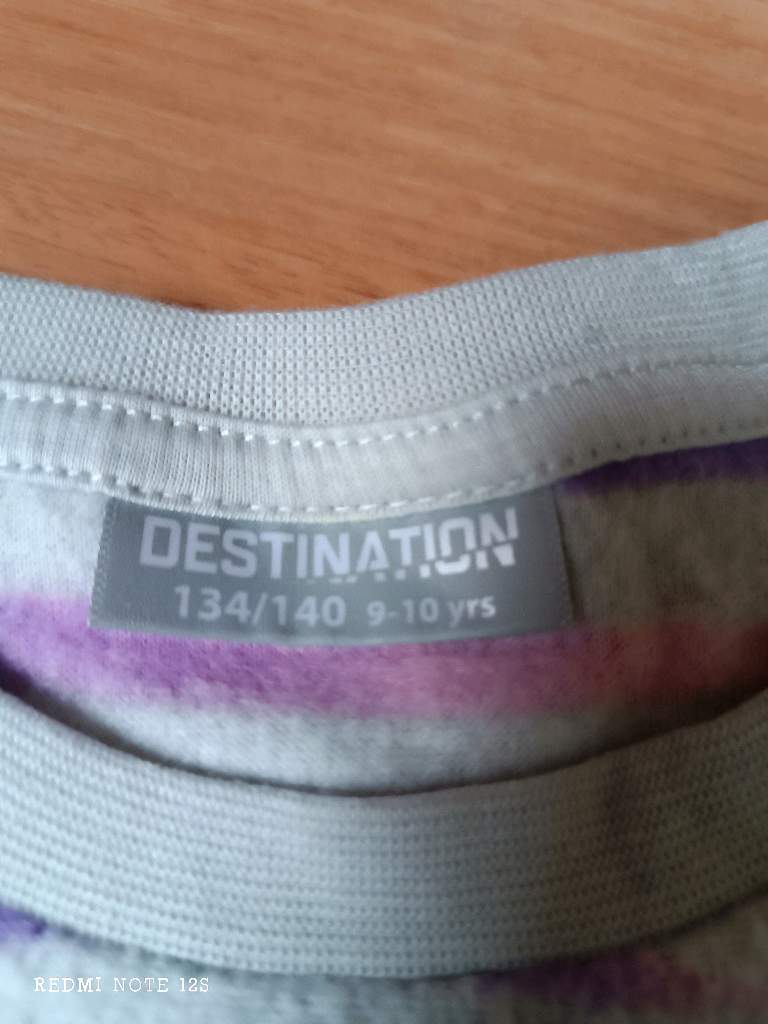 DESTINATION
134/140 9-10 yrs
REDMI NOTE 12S